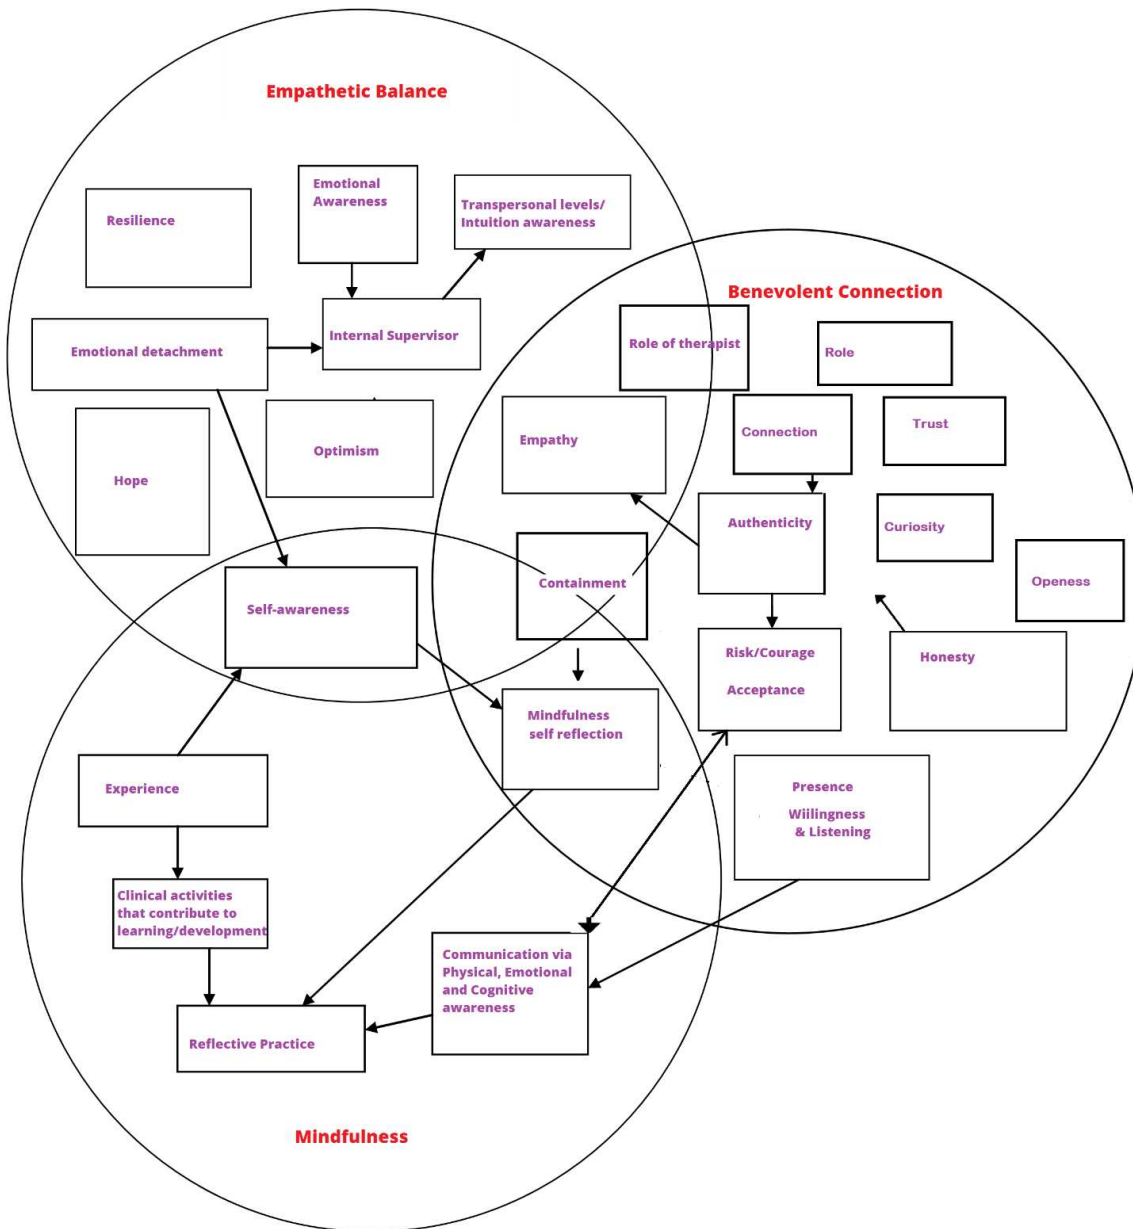 Empathetic Balance
Resilience
Emotional
Awareness
Transpersonal levels/
Intuition awareness
Internal Supervisor
Emotional detachment
Optimism
Hope
Benevolent Connection
Role of therapist
Role
Connection
Trust
Empathy
Authenticity
Curiosity
Openess
Containment
Self-awareness
Risk/Courage
Acceptance
Honesty
Mindfulness
self reflection
Experience
Presence
Wiilingness
& Listening
Clinical activities
that contribute to
learning/development
Communication via
Physical, Emotional
and Cognitive
awareness
Reflective Practice
Mindfulness